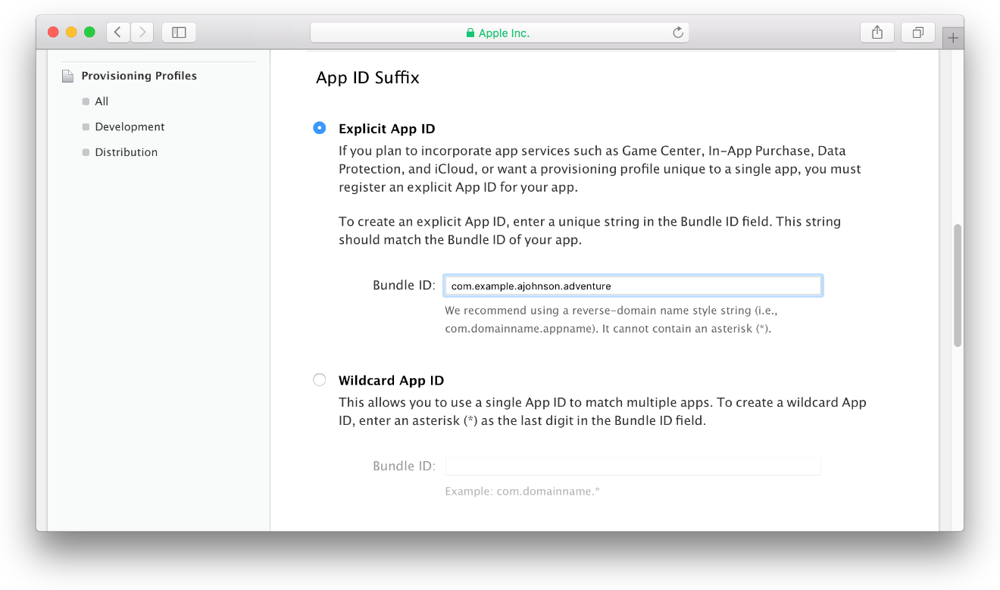 Apple Inc.
Provisioning Profiles
All
Development
Distribution
App ID Suffix
Explicit App ID
If you plan to incorporate app services such as Game Center, In-App Purchase, Data
Protection, and iCloud, or want a provisioning profile unique to a single app, you must
register an explicit App ID for your app.
To create an explicit App ID, enter a unique string in the Bundle ID field. This string
should match the Bundle ID of your app.
Bundle ID: com.example.ajohnson.adventure
We recommend using a reverse-domain name style string (i.e.,
com.domainname.appname). It cannot contain an asterisk (*).
Wildcard App ID
This allows you to use a single App ID to match multiple apps. To create a wildcard App
ID, enter an asterisk (*) as the last digit in the Bundle ID field.
Bundle ID:
Example: com.domainname.*